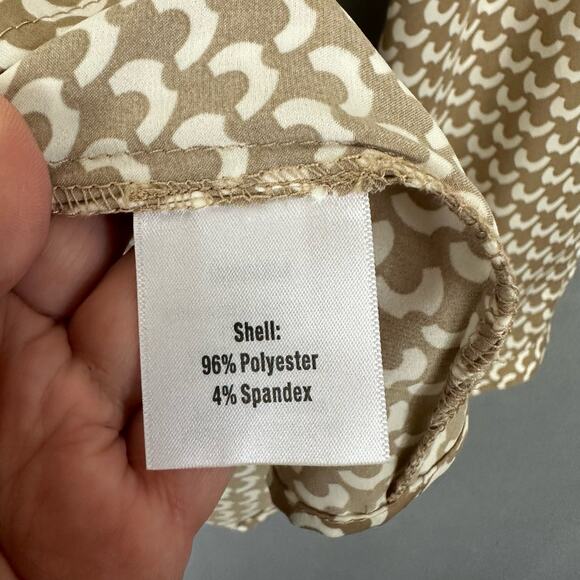 Shell:
96% Polyester
4% Spandex